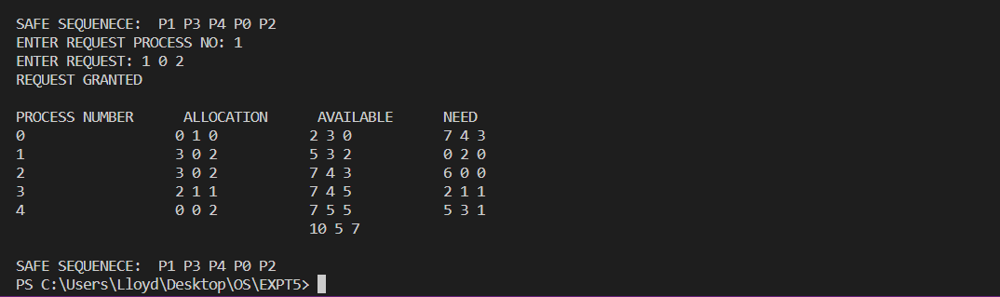 SAFE SEQUENECE:  P1 P3 P4 P0 P2
ENTER REQUEST PROCESS NO: 1
ENTER REQUEST: 1 0 2
REQUEST GRANTED
PROCESS NUMBER      ALLOCATION      AVAILABLE      NEED
0                   0 1 0           2 3 0           7 4 3
1                   3 0 2           5 3 2           0 2 0
2                   3 0 2           7 4 3           6 0 0
3                   2 1 1           7 4 5           2 1 1
4                   0 0 2           7 5 5           5 3 1
                                    10 5 7
SAFE SEQUENECE:  P1 P3 P4 P0 P2
PS C:\Users\Lloyd\Desktop\OS\EXPT5>